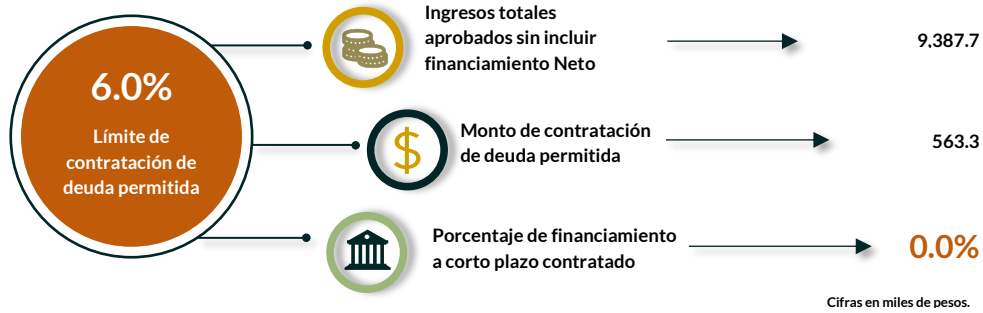 6.0%
Límite de
contratación de
deuda permitida
Ingresos totales
aprobados sin incluir
financiamiento Neto
9,387.7
$
Monto de contratación
de deuda permitida
563.3
Porcentaje de financiamiento
a corto plazo contratado
0.0%
Cifras en miles de pesos.